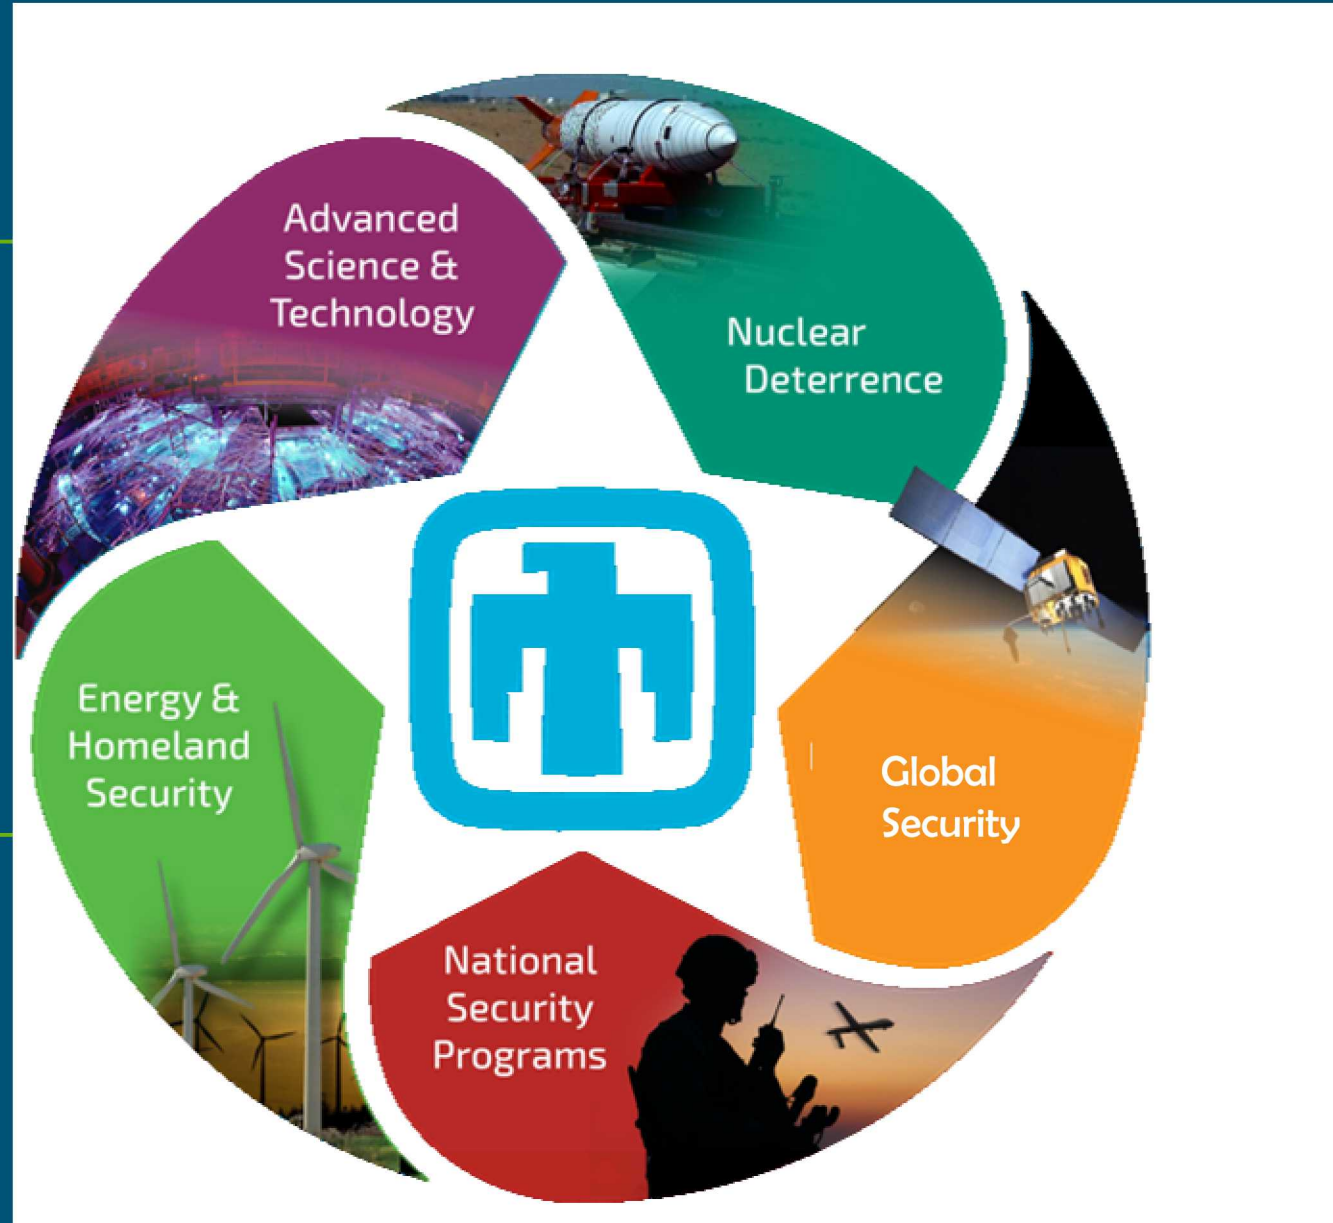 Advanced
Science &
Technology
Nuclear
Deterrence
Energy &
Homeland
Security
Global
Security
National
Security
Programs